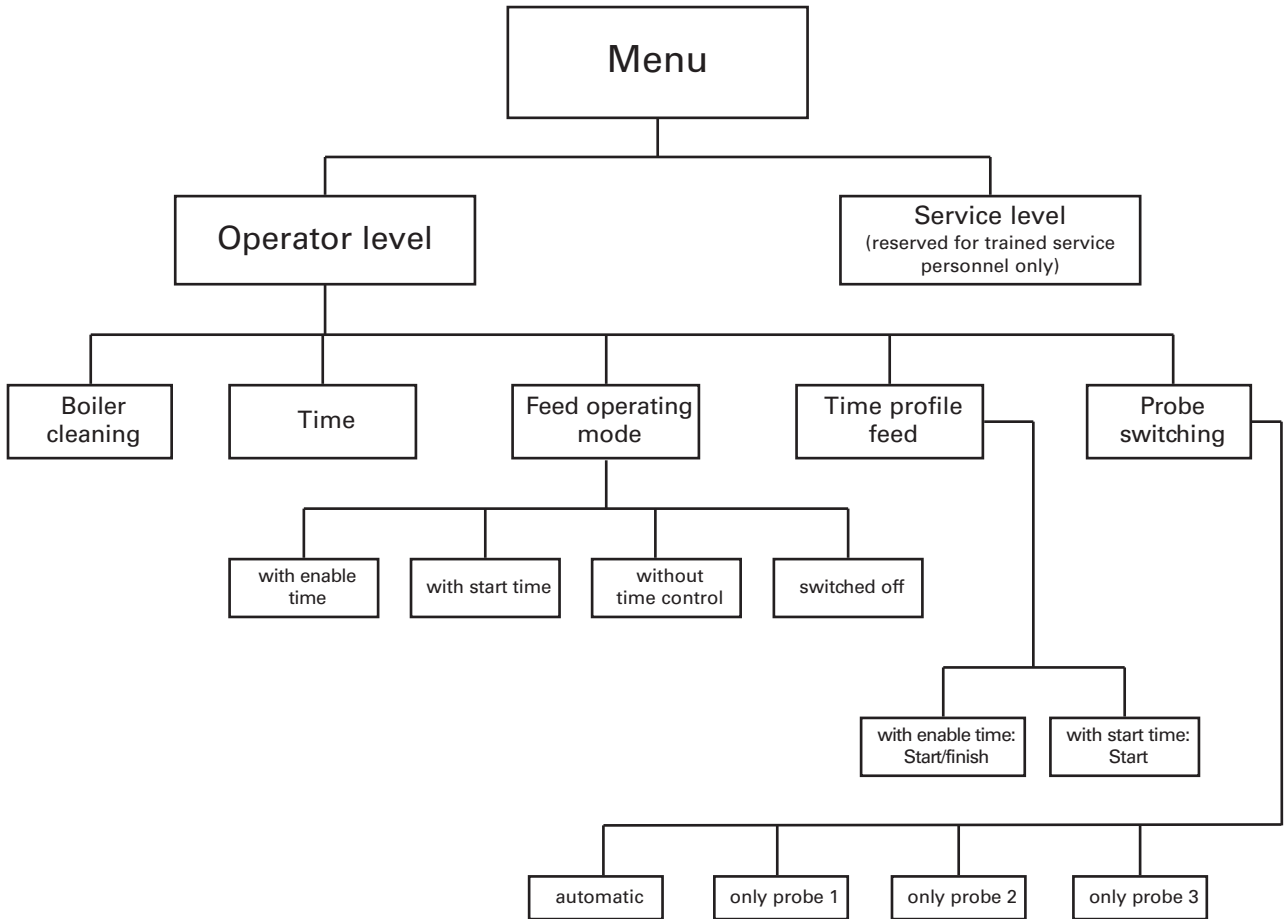 Menu
Operator level
Service level
(reserved for trained service
personnel only)
Boiler
cleaning
Time
Feed operating
mode
Time profile
feed
Probe
switching
with enable
time
with start time
without
time control
switched off
with enable time:
Start/finish
with start time:
Start
automatic
only probe 1
only probe 2
only probe 3